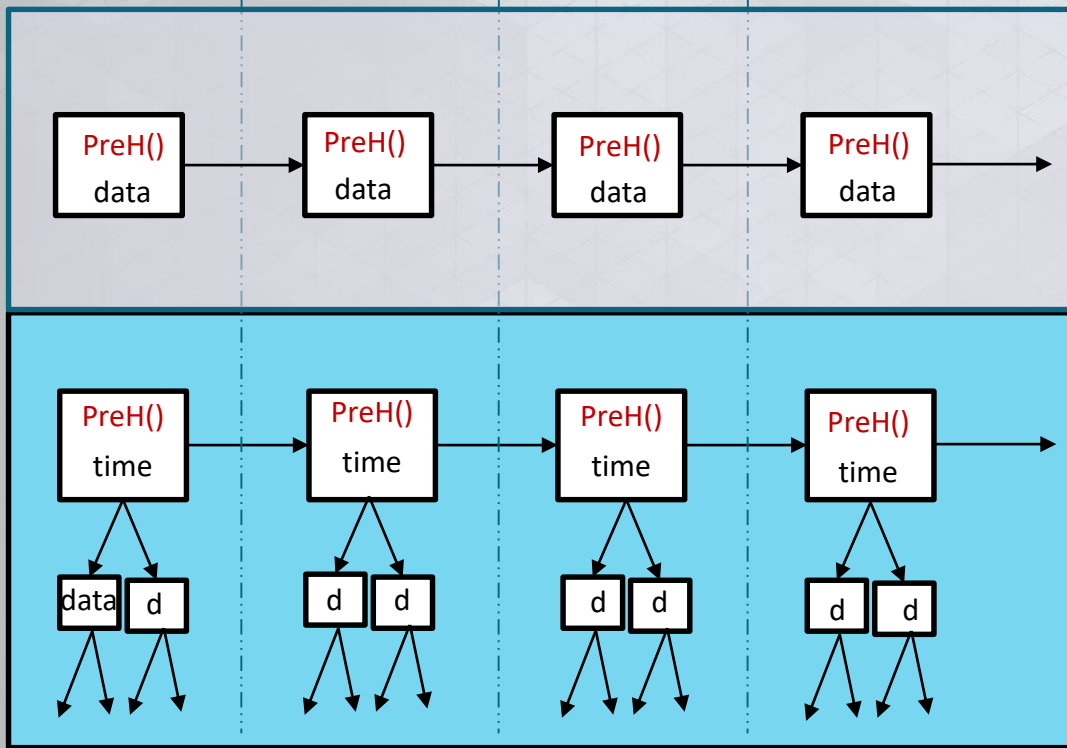 PreH()
data
PreH()
data
PreH()
data
PreH()
data
PreH()
time
PreH()
time
PreH()
time
PreH()
time
data
d
d
d
d
d
d
d